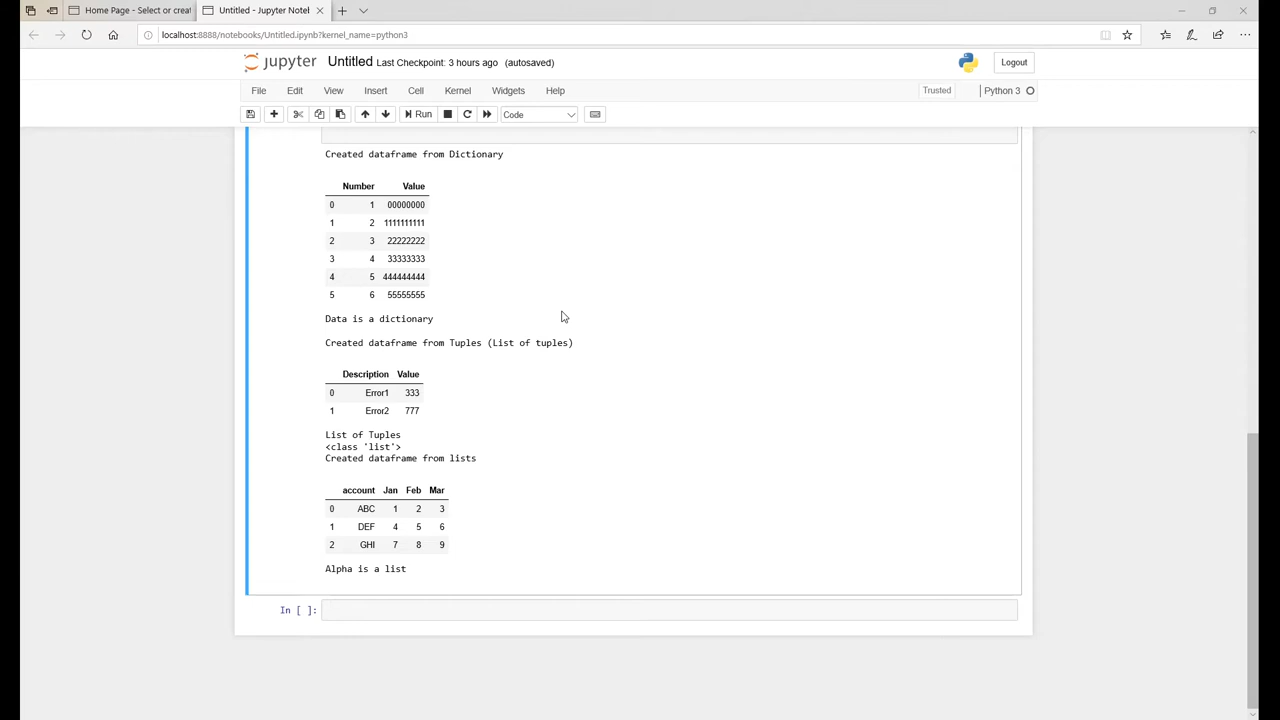 Home Page - Select or creat
Untitled - Jupyter Noteb
localhost:8888/notebooks/Untitled.ipynb?kernel_name=python3
jupyter Untitled Last Checkpoint: 3 hours ago (autosaved)
Logout
File Edit View Insert Cell Kernel Widgets Help
Trusted Python 3
Run Code
Created dataframe from Dictionary
Number Value
0 1 00000000
1 2 1111111111
2 3 22222222
3 4 33333333
4 5 444444444
5 6 55555555
Data is a dictionary
Created dataframe from Tuples (List of tuples)
Description Value
0 Error1 333
1 Error2 777
List of Tuples
<class 'list'>
Created dataframe from lists
account Jan Feb Mar
0 ABC 1 2 3
1 DEF 4 5 6
2 GHI 7 8 9
Alpha is a list
In [ ]: